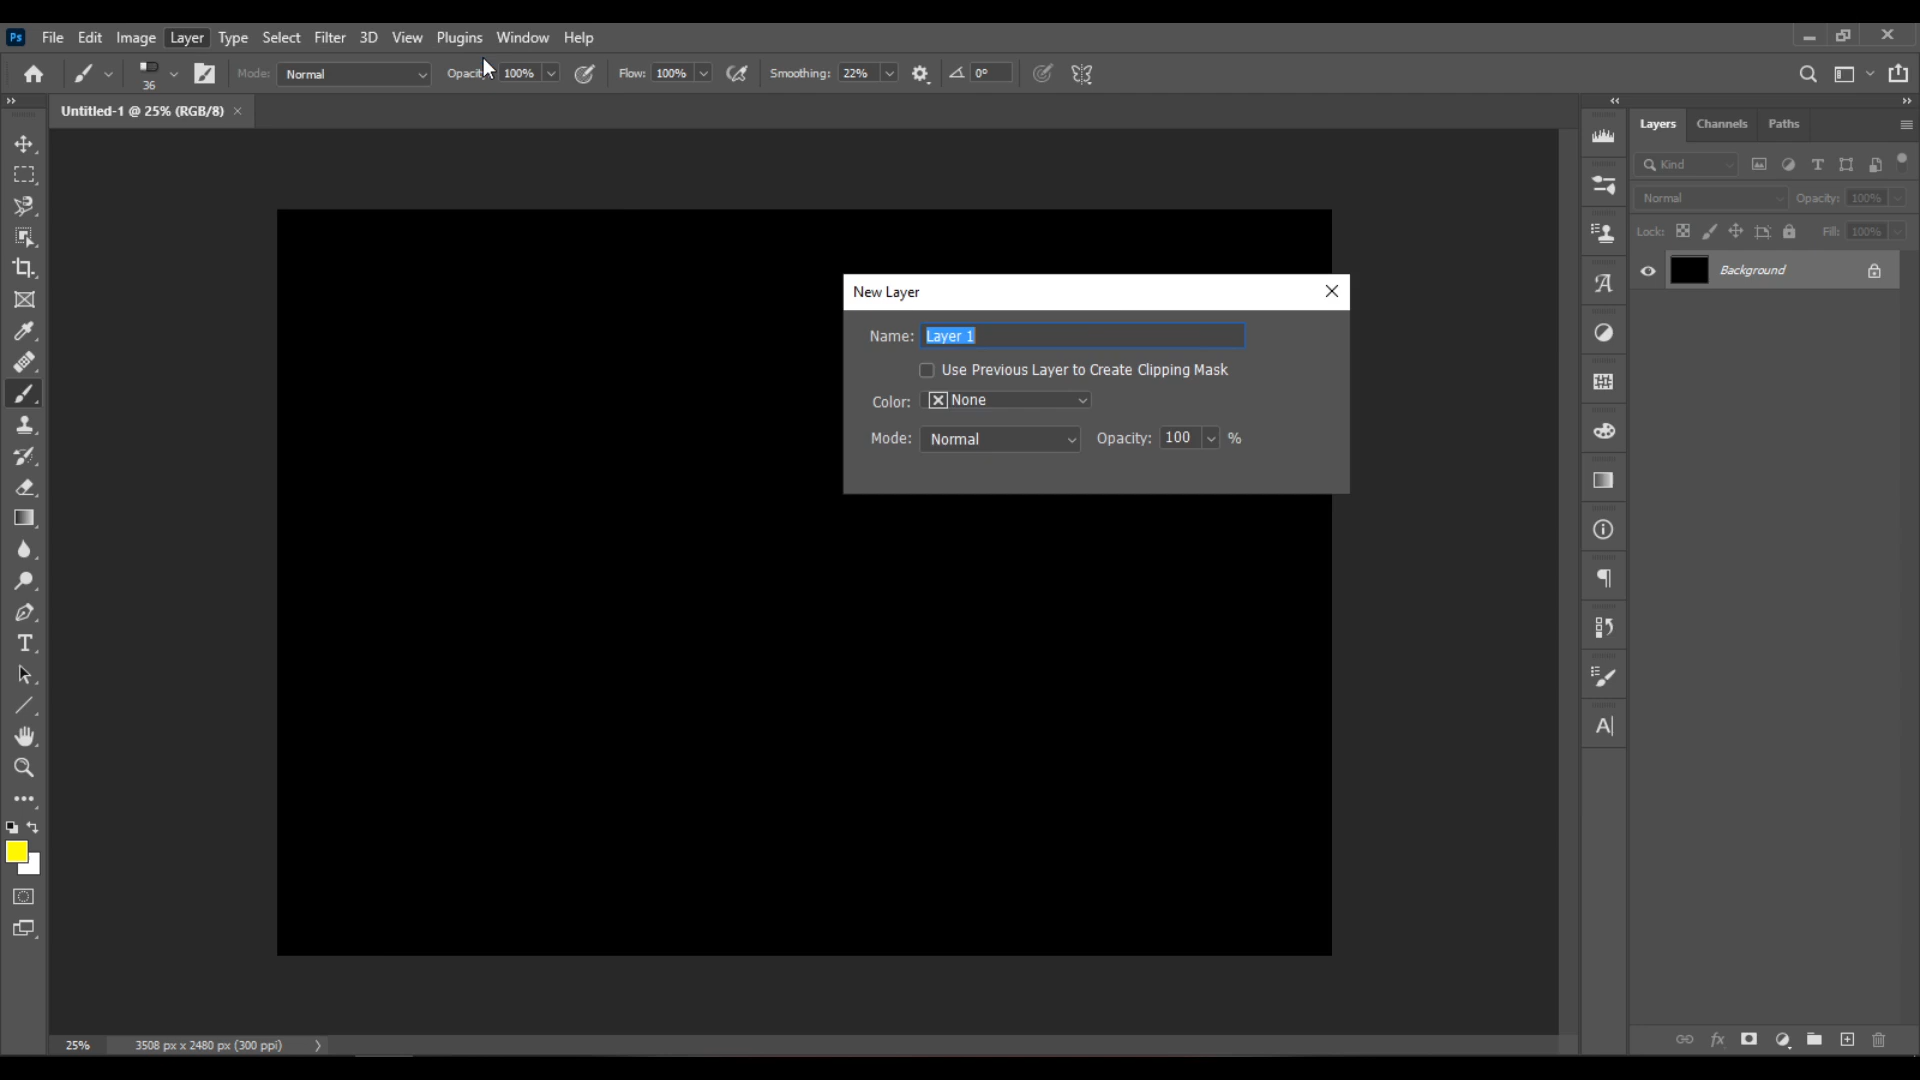 Ps File Edit Image Layer Type Select Filter 3D View Plugins Window Help
36 Mode: Normal Opacity 100% Flow: 100% Smoothing: 22% 0°
Untitled-1 @ 25% (RGB/8) ×
Layers Channels Paths
Kind
Normal Opacity: 100%
Lock: Fill: 100%
Background
New Layer
Name: Layer 1
Use Previous Layer to Create Clipping Mask
Color: None
Mode: Normal Opacity: 100 %
25% 3508 px x 2480 px (300 ppi)